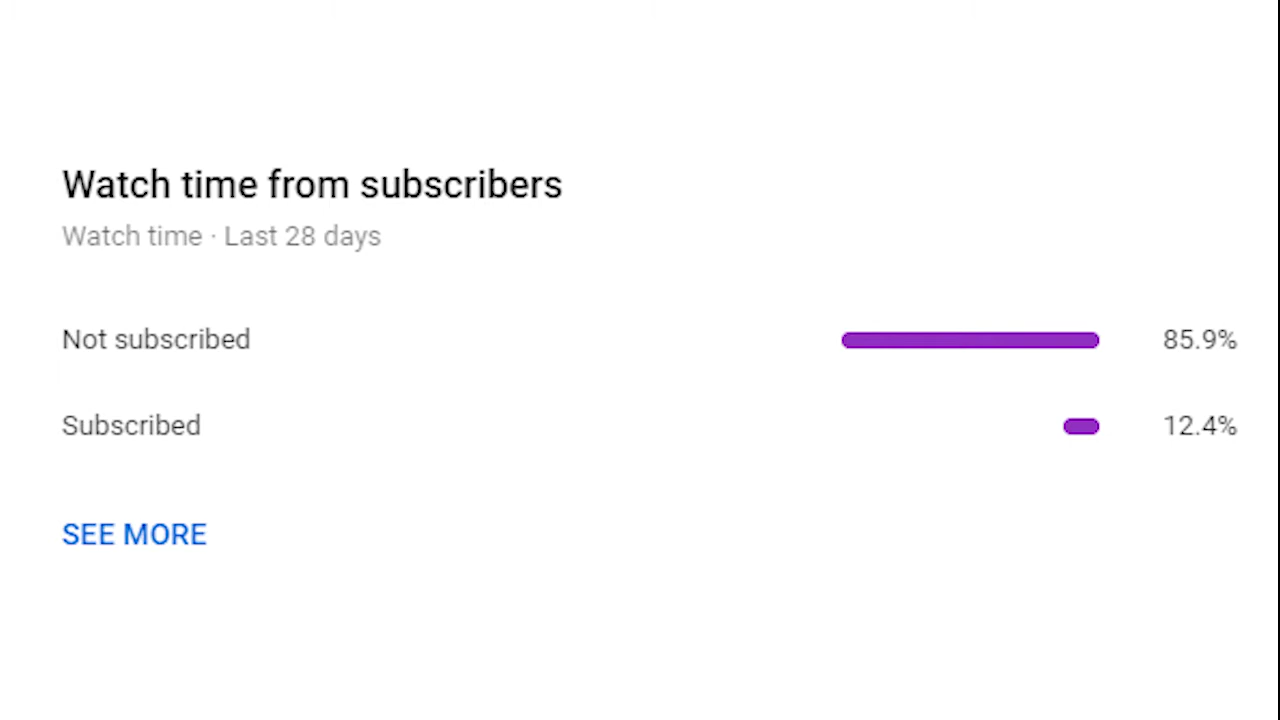 Watch time from subscribers
Watch time · Last 28 days
Not subscribed 85.9%
Subscribed 12.4%
SEE MORE